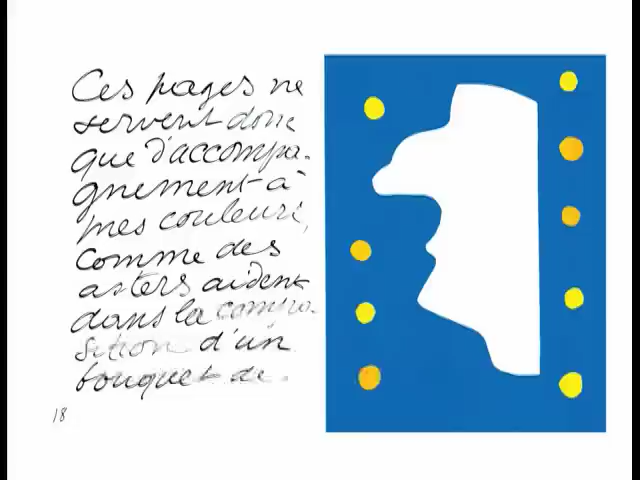 Ces pages ne
servent donc
que d'accompa-
gnement à
mes couleurs,
comme des
asters aident
dans la compo-
sition d'un
bouquet de
18